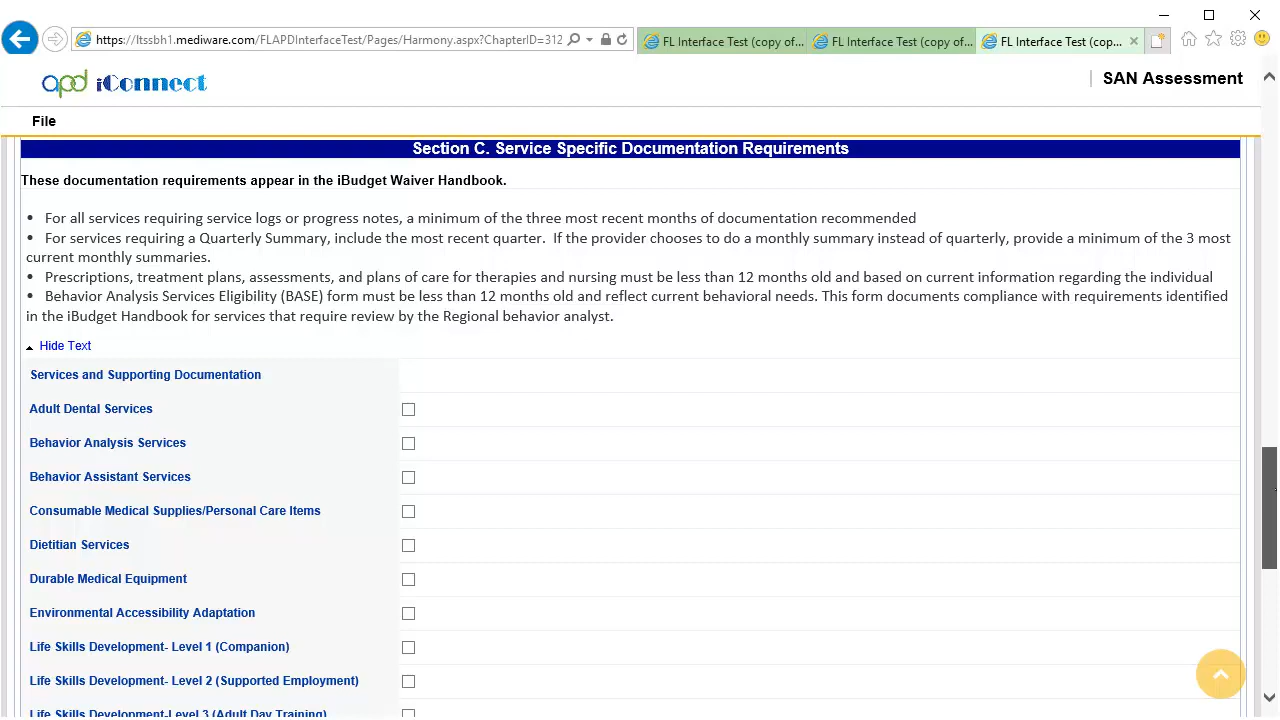 https://ltssbh1.mediware.com/FLAPDInterfaceTest/Pages/Harmony.aspx?ChapterID=312
FL Interface Test (copy of...
FL Interface Test (copy of...
FL Interface Test (cop...
apd iConnect
SAN Assessment
File
Section C. Service Specific Documentation Requirements
These documentation requirements appear in the iBudget Waiver Handbook.
• For all services requiring service logs or progress notes, a minimum of the three most recent months of documentation recommended
• For services requiring a Quarterly Summary, include the most recent quarter. If the provider chooses to do a monthly summary instead of quarterly, provide a minimum of the 3 most
current monthly summaries.
• Prescriptions, treatment plans, assessments, and plans of care for therapies and nursing must be less than 12 months old and based on current information regarding the individual
• Behavior Analysis Services Eligibility (BASE) form must be less than 12 months old and reflect current behavioral needs. This form documents compliance with requirements identified
in the iBudget Handbook for services that require review by the Regional behavior analyst.
Hide Text
Services and Supporting Documentation
Adult Dental Services
Behavior Analysis Services
Behavior Assistant Services
Consumable Medical Supplies/Personal Care Items
Dietitian Services
Durable Medical Equipment
Environmental Accessibility Adaptation
Life Skills Development- Level 1 (Companion)
Life Skills Development- Level 2 (Supported Employment)
Life Skills Development-Level 3 (Adult Day Training)